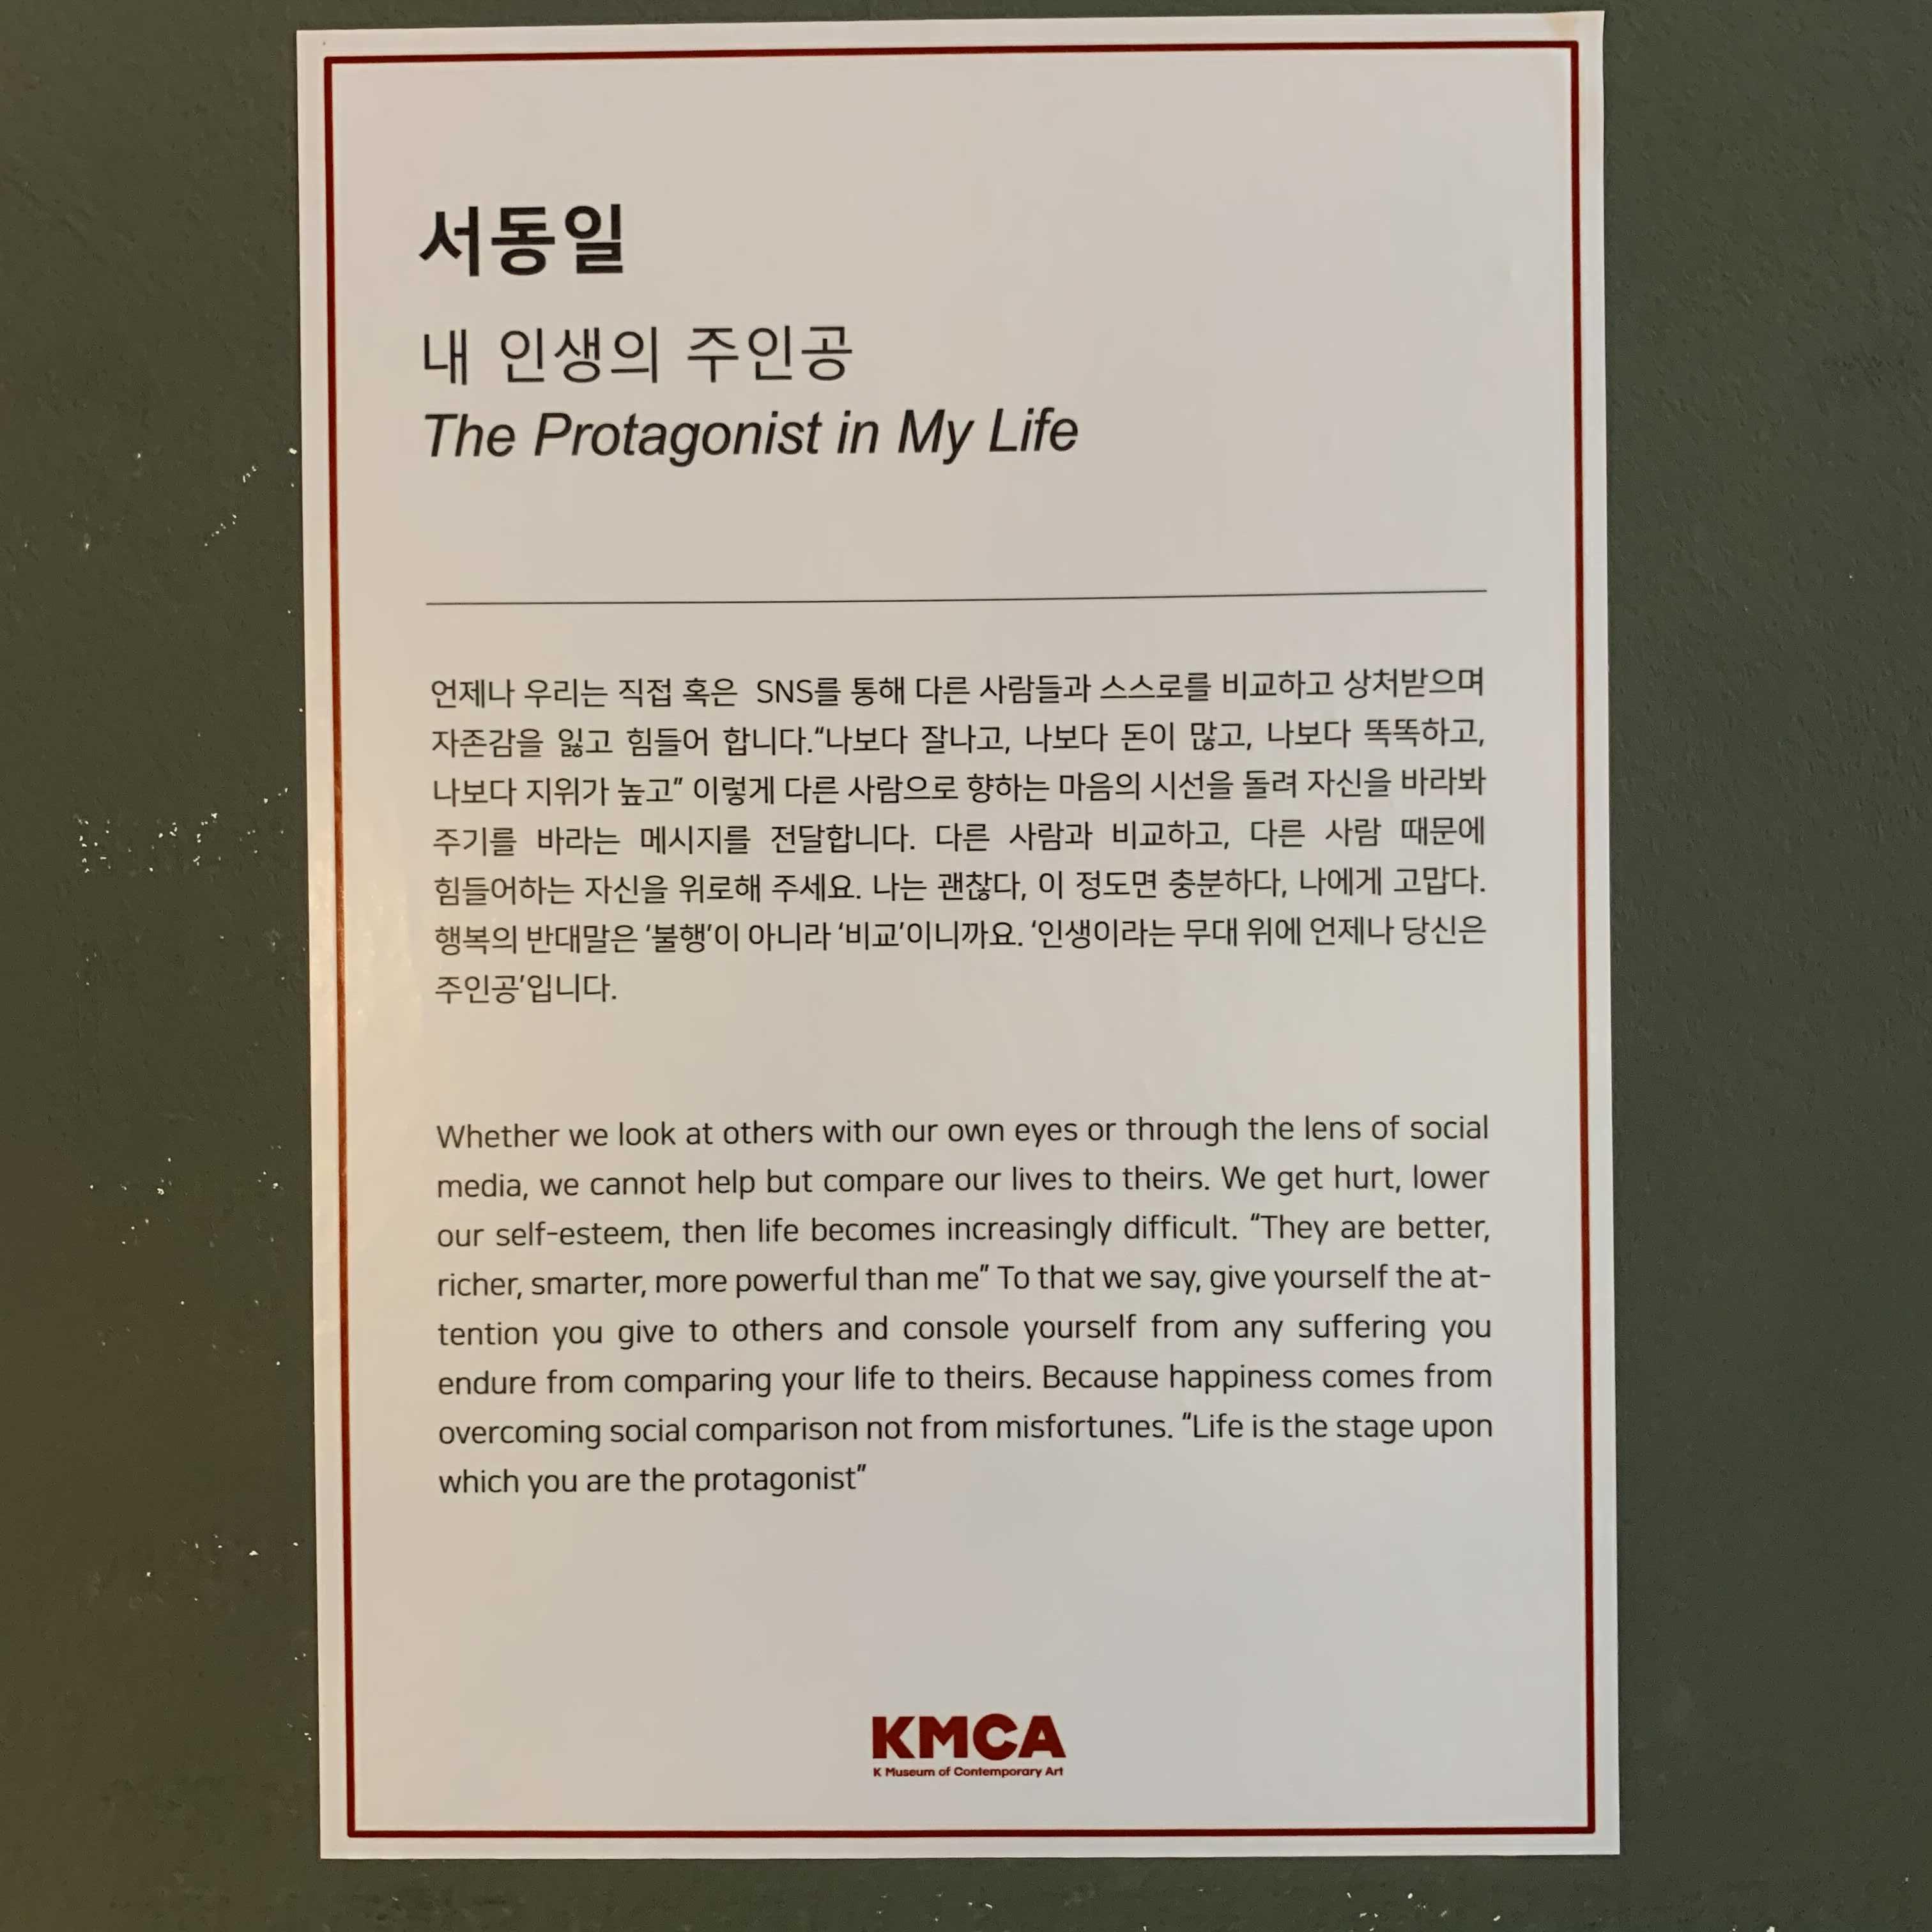 서동일
내 인생의 주인공
The Protagonist in My Life
언제나 우리는 직접 혹은 SNS를 통해 다른 사람들과 스스로를 비교하고 상처받으며
자존감을 잃고 힘들어 합니다.“나보다 잘나고, 나보다 돈이 많고, 나보다 똑똑하고,
나보다 지위가 높고” 이렇게 다른 사람으로 향하는 마음의 시선을 돌려 자신을 바라봐
주기를 바라는 메시지를 전달합니다. 다른 사람과 비교하고, 다른 사람 때문에
힘들어하는 자신을 위로해 주세요. 나는 괜찮다, 이 정도면 충분하다, 나에게 고맙다.
행복의 반대말은 ‘불행’이 아니라 ‘비교’이니까요. ‘인생이라는 무대 위에 언제나 당신은
주인공’입니다.
Whether we look at others with our own eyes or through the lens of social
media, we cannot help but compare our lives to theirs. We get hurt, lower
our self-esteem, then life becomes increasingly difficult. “They are better,
richer, smarter, more powerful than me” To that we say, give yourself the at-
tention you give to others and console yourself from any suffering you
endure from comparing your life to theirs. Because happiness comes from
overcoming social comparison not from misfortunes. “Life is the stage upon
which you are the protagonist”
KMCA
K Museum of Contemporary Art